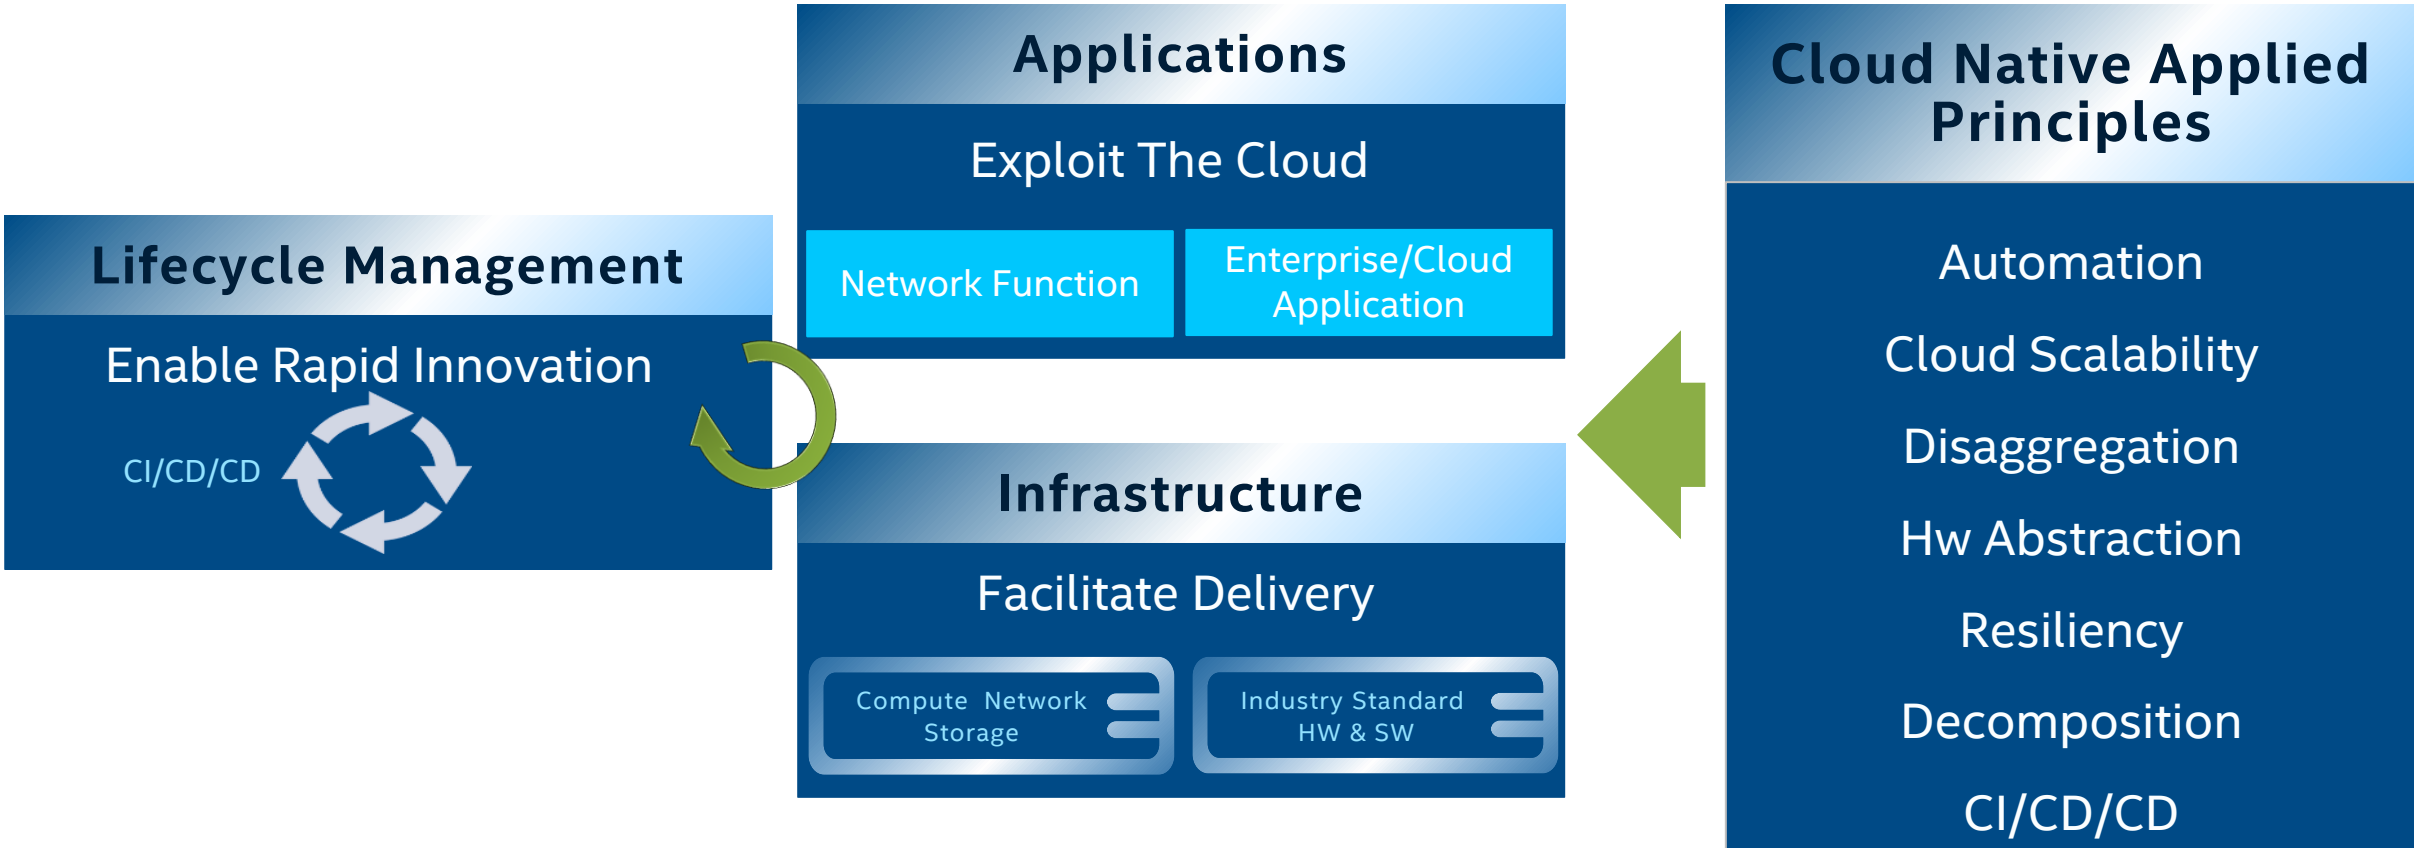 Lifecycle Management
Enable Rapid Innovation
CI/CD/CD
Applications
Exploit The Cloud
Network Function
Enterprise/Cloud
Application
Infrastructure
Facilitate Delivery
Compute Network
Storage
Industry Standard
HW & SW
Cloud Native Applied
Principles
Automation
Cloud Scalability
Disaggregation
Hw Abstraction
Resiliency
Decomposition
CI/CD/CD